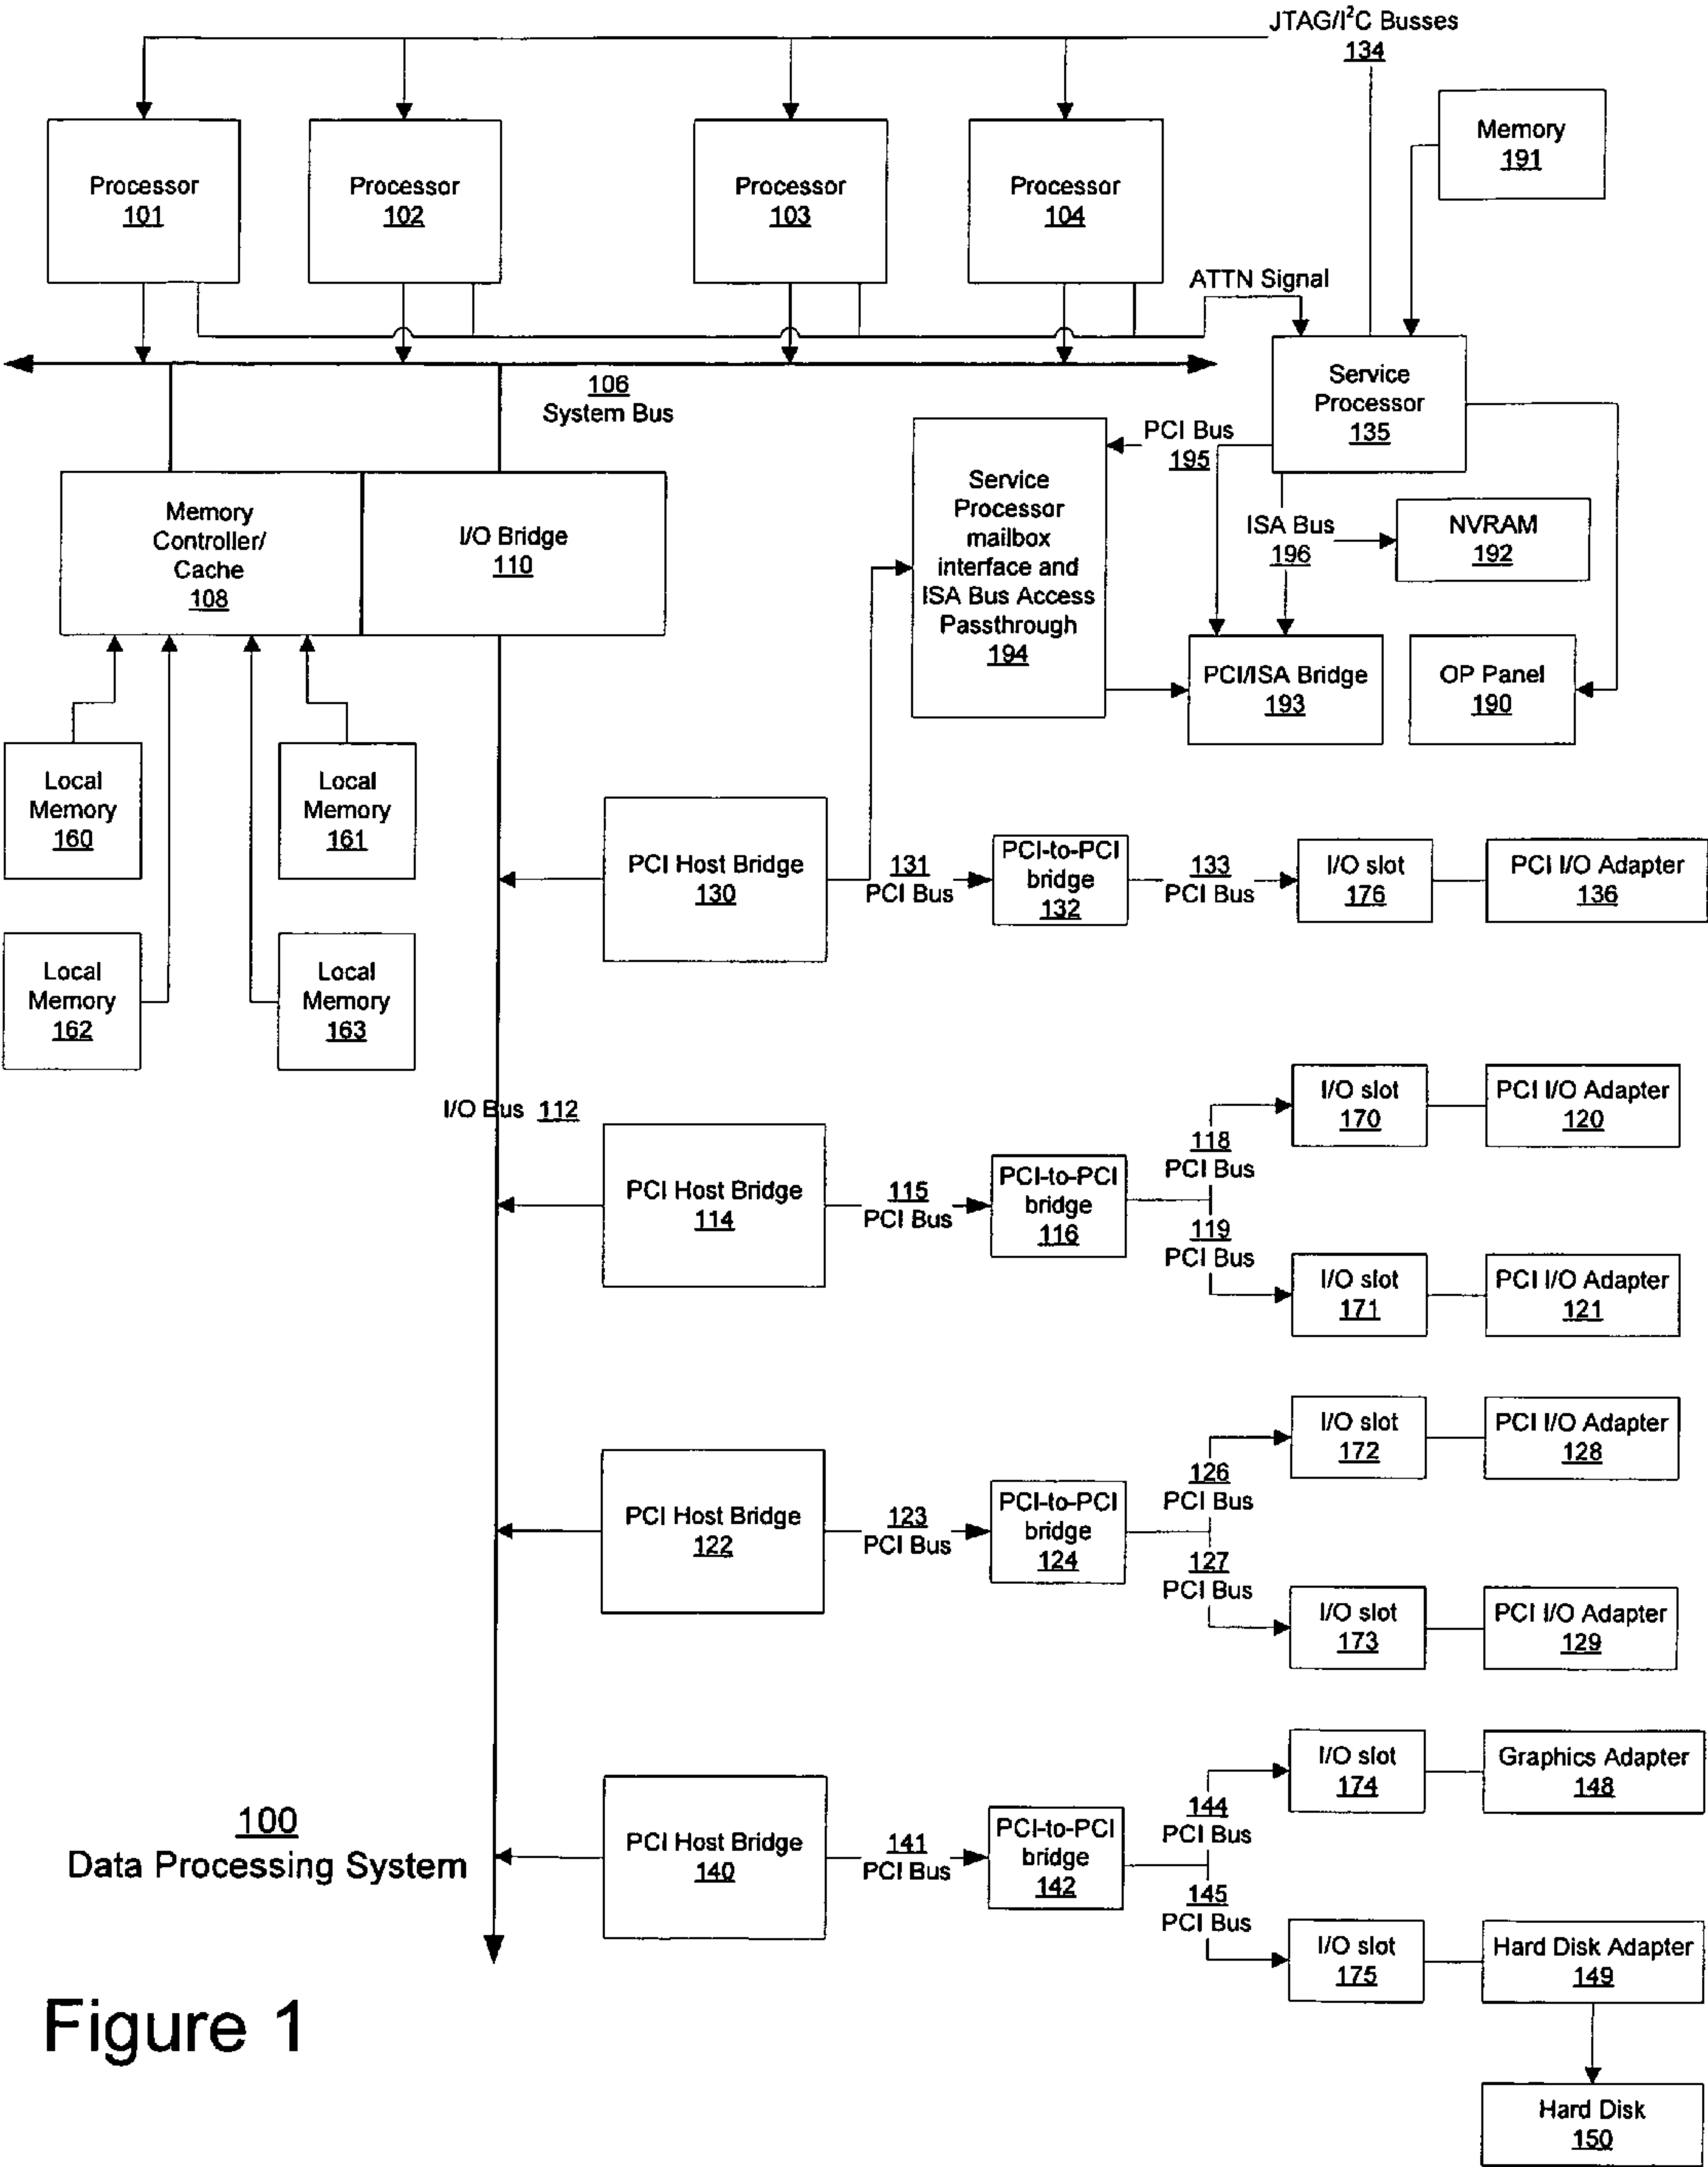 JTAG/I²C Busses
134
Memory
191
Processor
101
Processor
102
Processor
103
Processor
104
ATTN Signal
106
System Bus
Service
Processor
135
PCI Bus
195
Service
Processor
mailbox
interface and
ISA Bus Access
Passthrough
194
Memory
Controller/
Cache
108
I/O Bridge
110
ISA Bus
196
NVRAM
192
PCI/ISA Bridge
193
OP Panel
190
Local
Memory
160
Local
Memory
161
Local
Memory
162
Local
Memory
163
PCI Host Bridge
130
131
PCI Bus
PCI-to-PCI
bridge
132
133
PCI Bus
I/O slot
176
PCI I/O Adapter
136
I/O Bus 112
PCI Host Bridge
114
115
PCI Bus
PCI-to-PCI
bridge
116
118
PCI Bus
119
PCI Bus
I/O slot
170
PCI I/O Adapter
120
I/O slot
171
PCI I/O Adapter
121
PCI Host Bridge
122
123
PCI Bus
PCI-to-PCI
bridge
124
126
PCI Bus
127
PCI Bus
I/O slot
172
PCI I/O Adapter
128
I/O slot
173
PCI I/O Adapter
129
100
Data Processing System
PCI Host Bridge
140
141
PCI Bus
PCI-to-PCI
bridge
142
144
PCI Bus
145
PCI Bus
I/O slot
174
Graphics Adapter
148
I/O slot
175
Hard Disk Adapter
149
Hard Disk
150
Figure 1